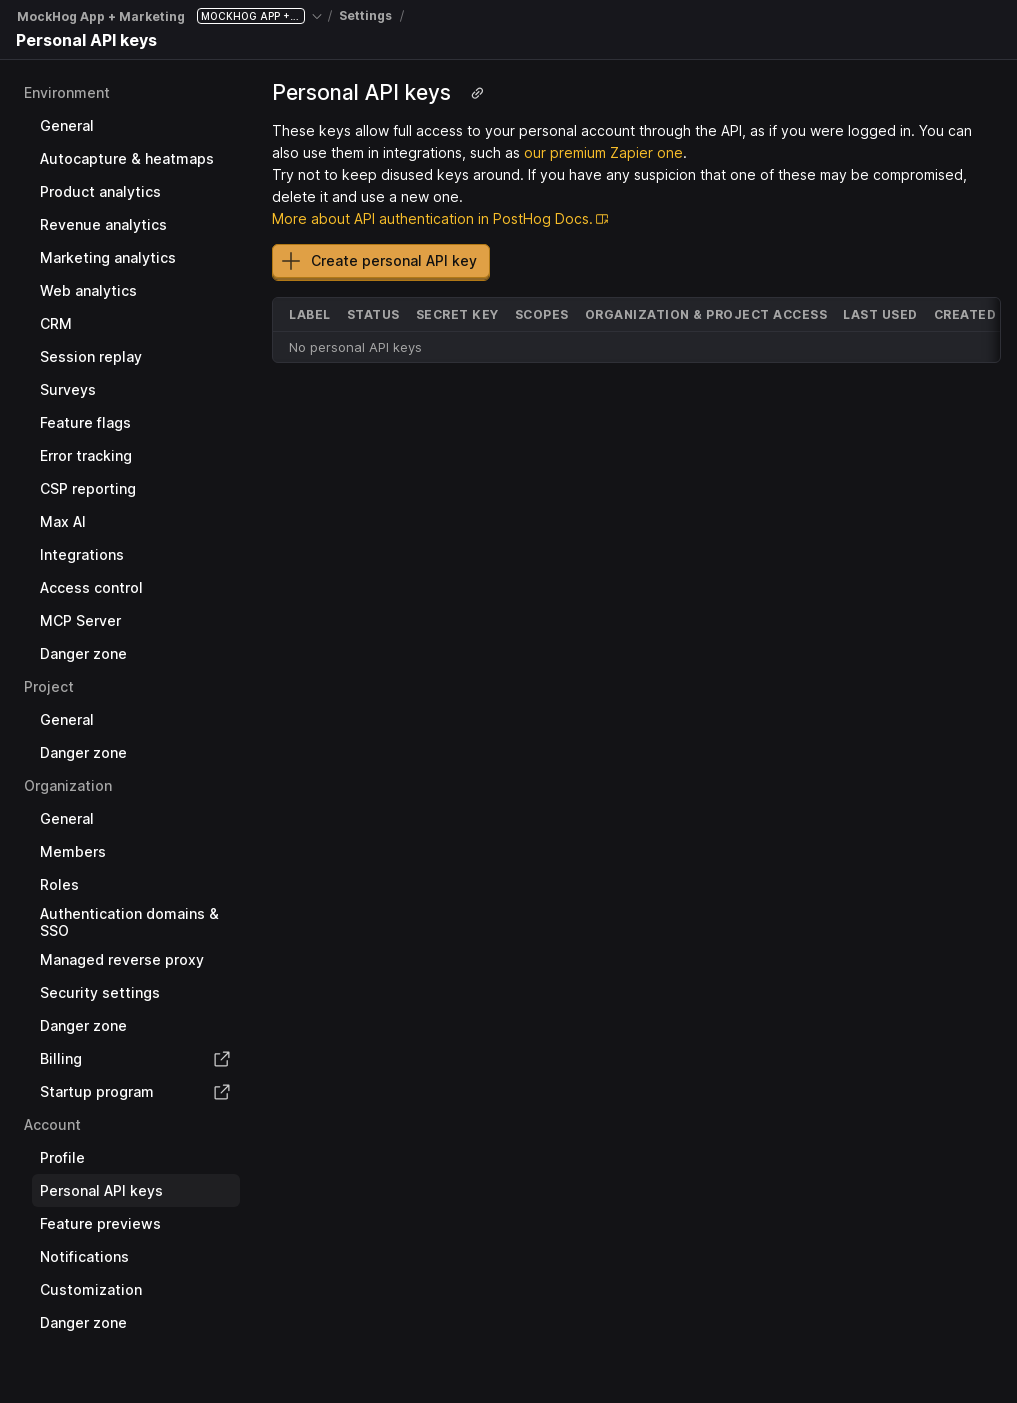 MockHog App + Marketing MOCKHOG APP +... / Settings /
Personal API keys
Environment
General
Autocapture & heatmaps
Product analytics
Revenue analytics
Marketing analytics
Web analytics
CRM
Session replay
Surveys
Feature flags
Error tracking
CSP reporting
Max AI
Integrations
Access control
MCP Server
Danger zone
Project
General
Danger zone
Organization
General
Members
Roles
Authentication domains &
SSO
Managed reverse proxy
Security settings
Danger zone
Billing
Startup program
Account
Profile
Personal API keys
Feature previews
Notifications
Customization
Danger zone
Personal API keys
These keys allow full access to your personal account through the API, as if you were logged in. You can
also use them in integrations, such as our premium Zapier one.
Try not to keep disused keys around. If you have any suspicion that one of these may be compromised,
delete it and use a new one.
More about API authentication in PostHog Docs.
Create personal API key
LABEL STATUS SECRET KEY SCOPES ORGANIZATION & PROJECT ACCESS LAST USED CREATED
No personal API keys